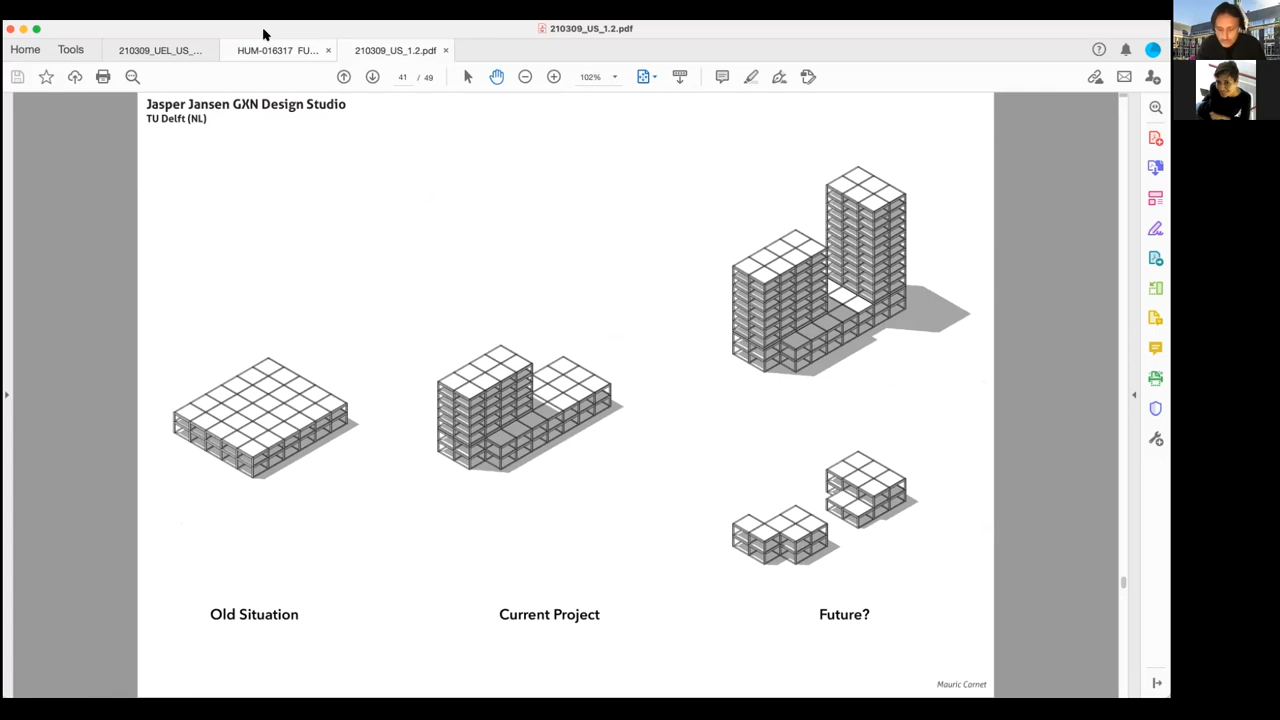 210309_US_1.2.pdf
Home
Tools
210309_UEL_US_...
HUM-016317 FU...
210309_US_1.2.pdf
41 / 49
102%
Jasper Jansen GXN Design Studio
TU Delft (NL)
Old Situation
Current Project
Future?
Mauric Cornet